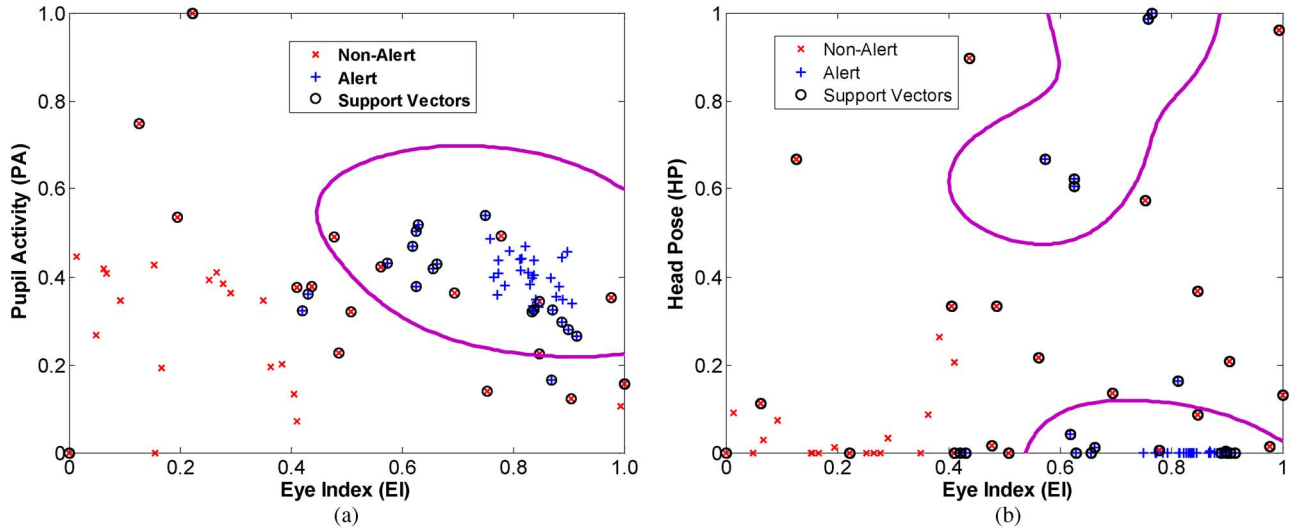 1.0
0.8
0.6
0.4
0.2
0
0
0.2
0.4
0.6
0.8
1.0
Pupil Activity (PA)
Eye Index (EI)
Non-Alert
Alert
Support Vectors
(a)
1
0.8
0.6
0.4
0.2
0
0
0.2
0.4
0.6
0.8
1
Head Pose (HP)
Eye Index (EI)
Non-Alert
Alert
Support Vectors
(b)